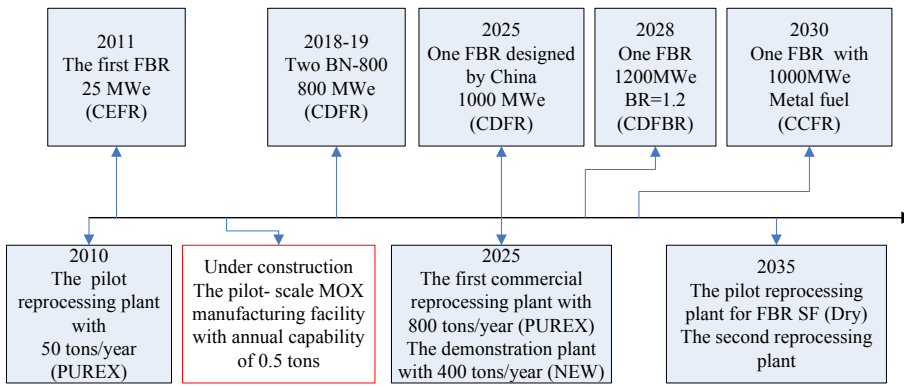 2011
The first FBR
25 MWe
(CEFR)
2018-19
Two BN-800
800 MWe
(CDFR)
2025
One FBR designed
by China
1000 MWe
(CDFR)
2028
One FBR
1200MWe
BR=1.2
(CDFBR)
2030
One FBR with
1000MWe
Metal fuel
(CCFR)
2010
The pilot
reprocessing plant
with
50 tons/year
(PUREX)
Under construction
The pilot- scale MOX
manufacturing facility
with annual capability
of 0.5 tons
2025
The first commercial
reprocessing plant with
800 tons/year (PUREX)
The demonstration plant
with 400 tons/year (NEW)
2035
The pilot reprocessing
plant for FBR SF (Dry)
The second reprocessing
plant